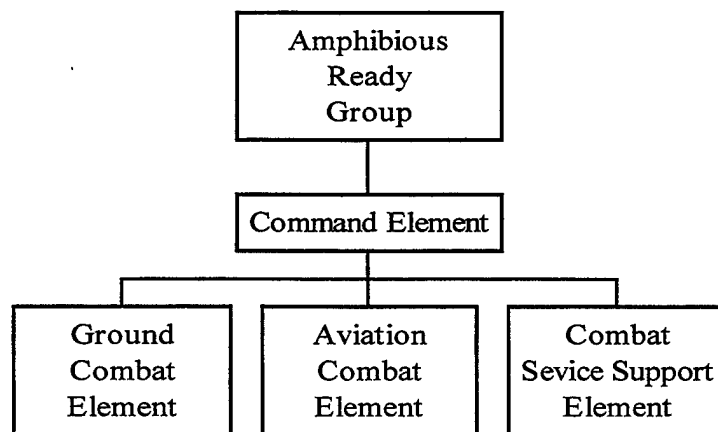 Amphibious
Ready
Group
Command Element
Ground
Combat
Element
Aviation
Combat
Element
Combat
Sevice Support
Element